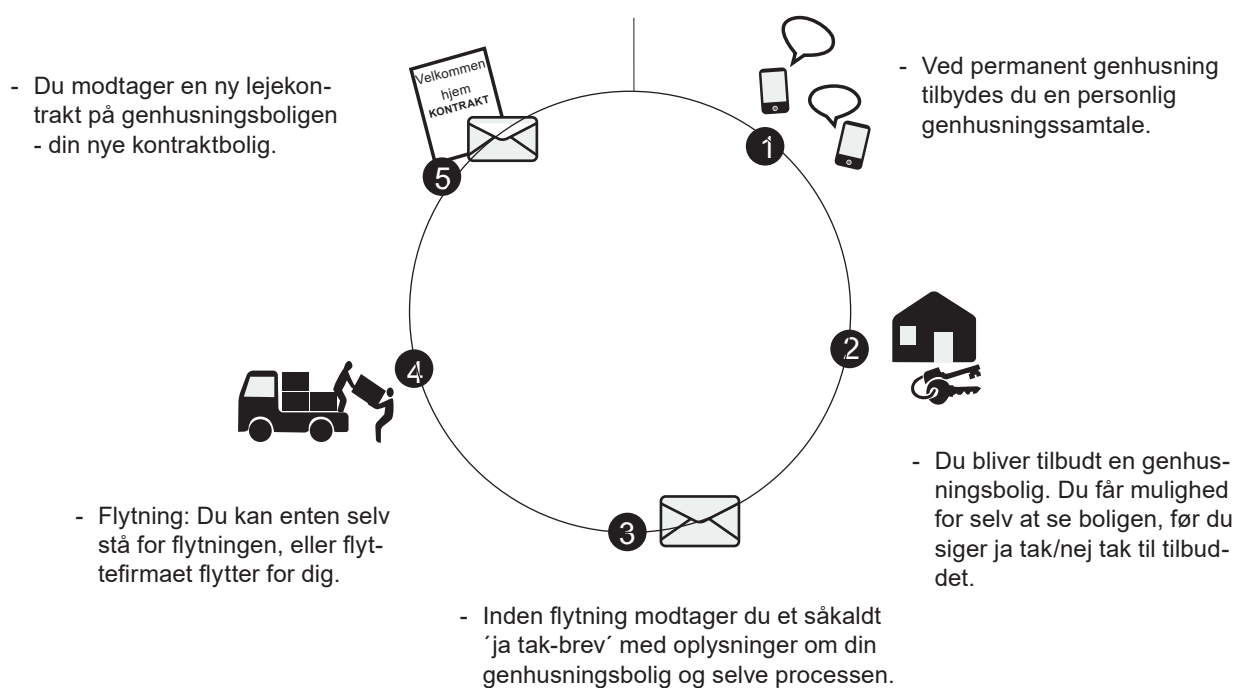 1
- Ved permanent genhusning
tilbydes du en personlig
genhusningssamtale.
2
- Du bliver tilbudt en genhus-
ningsbolig. Du får mulighed
for selv at se boligen, før du
siger ja tak/nej tak til tilbud-
det.
3
- Inden flytning modtager du et såkaldt
´ja tak-brev´ med oplysninger om din
genhusningsbolig og selve processen.
4
- Flytning: Du kan enten selv
stå for flytningen, eller flyt-
tefirmaet flytter for dig.
5
Velkommen
hjem
KONTRAKT
- Du modtager en ny lejekon-
trakt på genhusningsboligen
- din nye kontraktbolig.